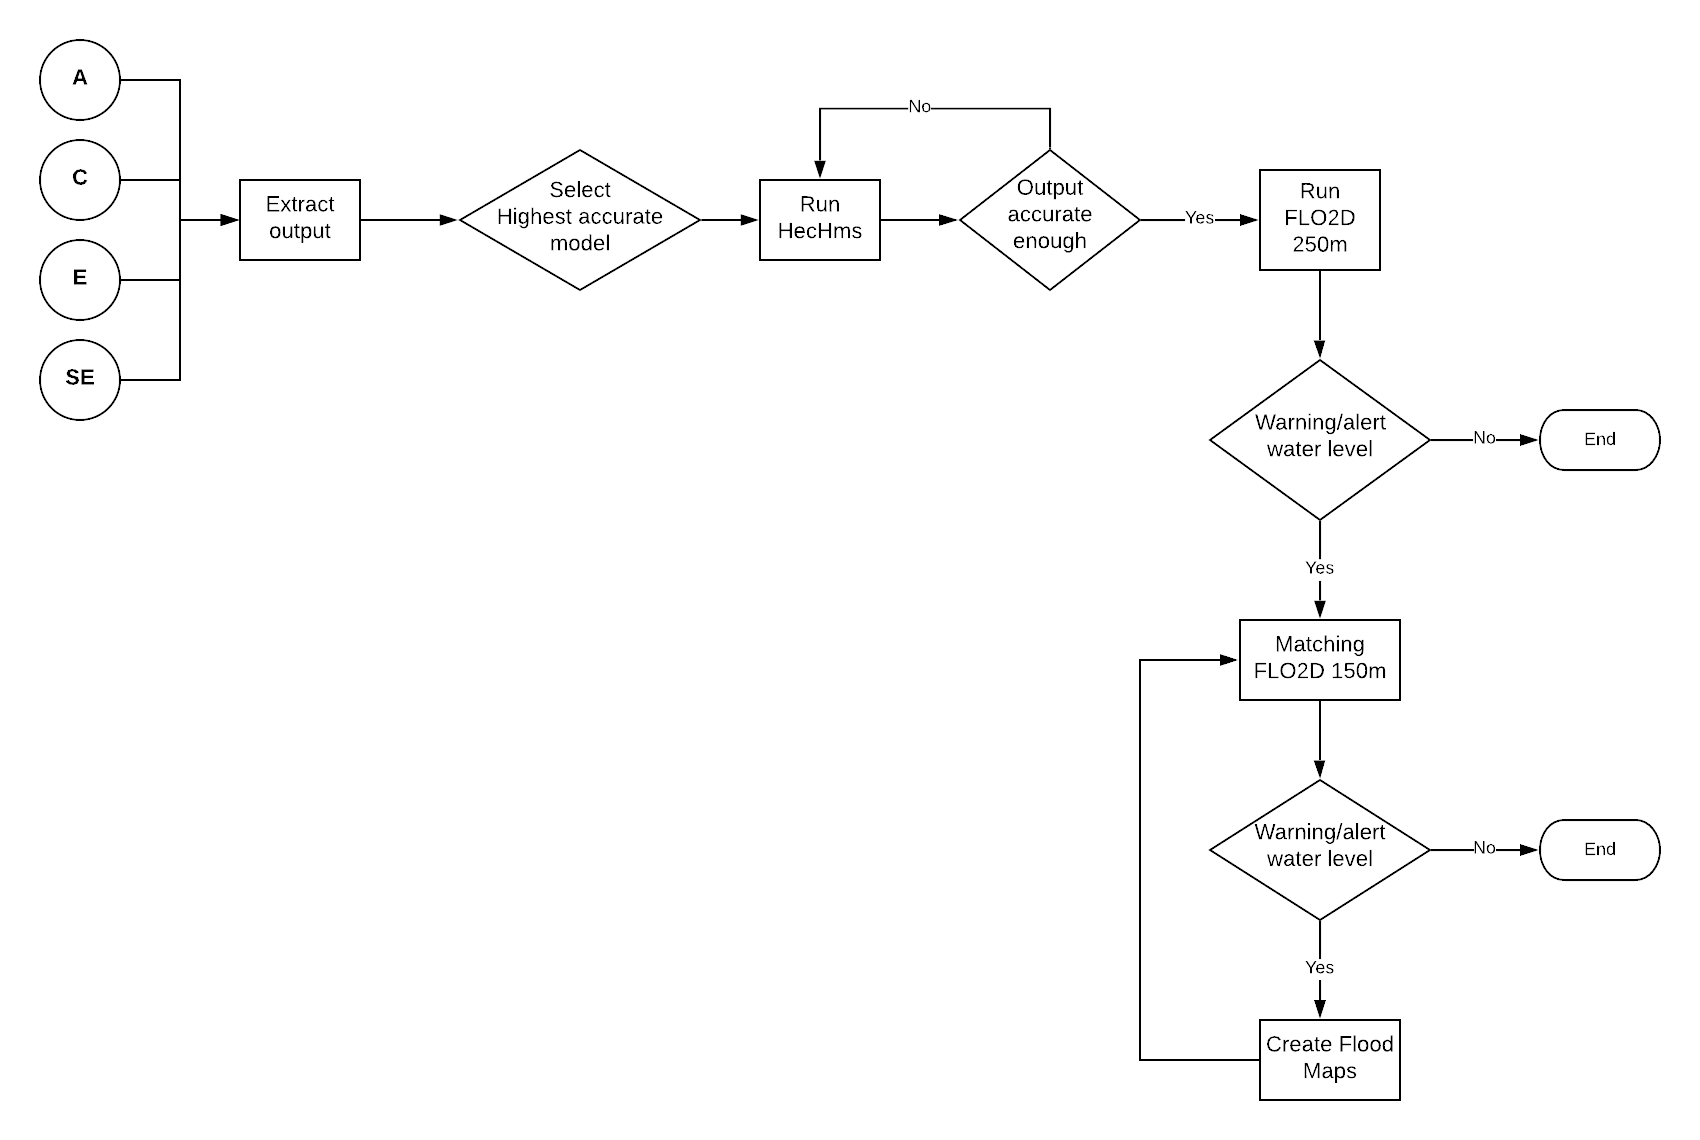 A
C
E
SE
Extract
output
Select
Highest accurate
model
Run
HecHms
No
Output
accurate
enough
Yes
Run
FLO2D
250m
Warning/alert
water level
No
End
Yes
Matching
FLO2D 150m
Warning/alert
water level
No
End
Yes
Create Flood
Maps